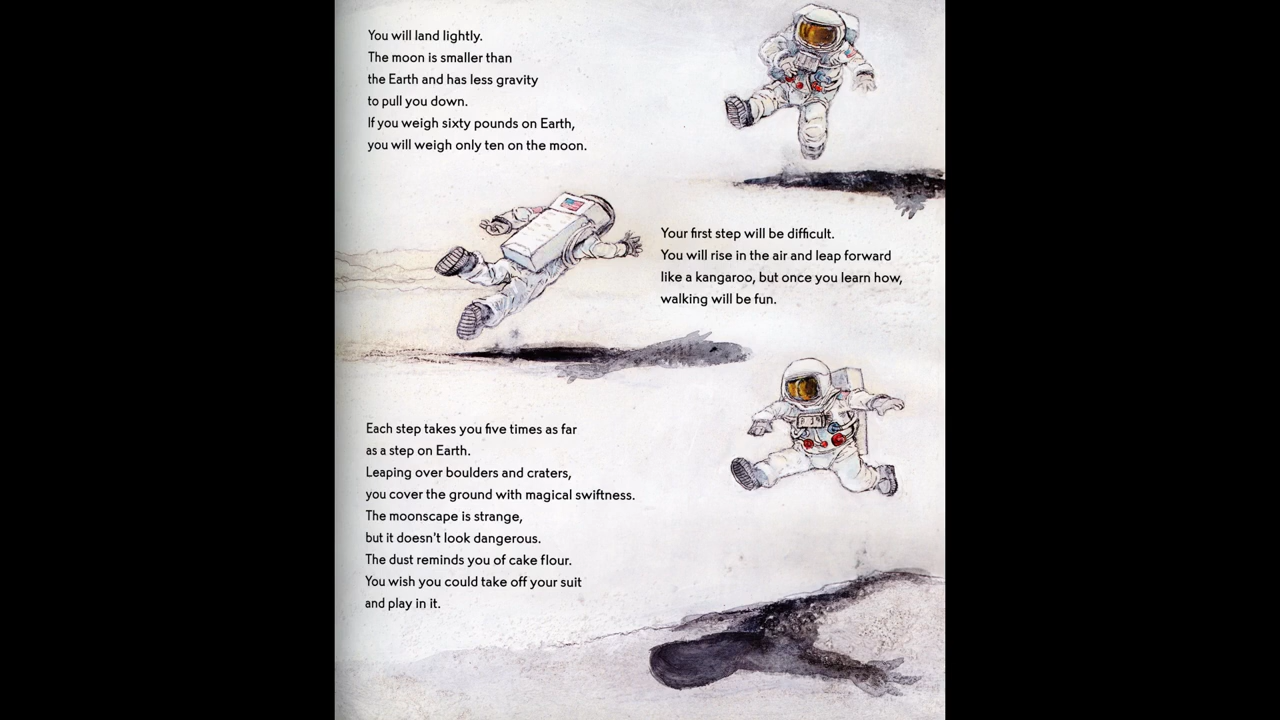 You will land lightly.
The moon is smaller than
the Earth and has less gravity
to pull you down.
If you weigh sixty pounds on Earth,
you will weigh only ten on the moon.
Your first step will be difficult.
You will rise in the air and leap forward
like a kangaroo, but once you learn how,
walking will be fun.
Each step takes you five times as far
as a step on Earth.
Leaping over boulders and craters,
you cover the ground with magical swiftness.
The moonscape is strange,
but it doesn't look dangerous.
The dust reminds you of cake flour.
You wish you could take off your suit
and play in it.